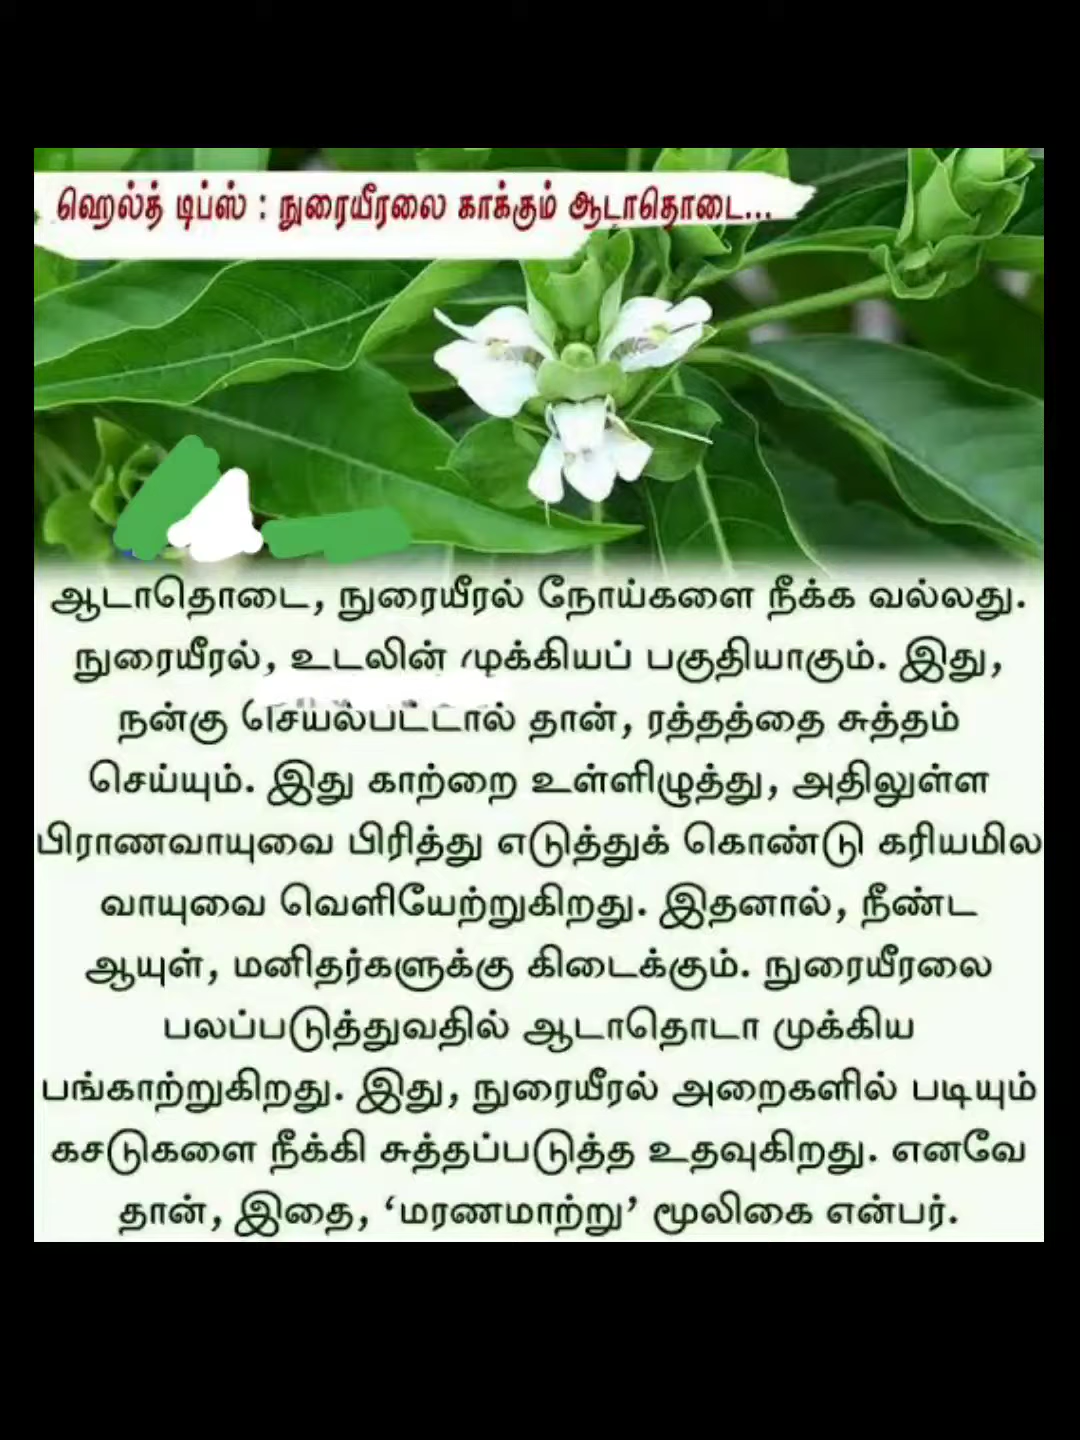 ஹெல்த் டிப்ஸ் : நுரையீரலை காக்கும் ஆடாதொடை...
ஆடாதொடை, நுரையீரல் நோய்களை நீக்க வல்லது.
நுரையீரல், உடலின் முக்கியப் பகுதியாகும். இது,
நன்கு செயல்பட்டால் தான், ரத்தத்தை சுத்தம்
செய்யும். இது காற்றை உள்ளிழுத்து, அதிலுள்ள
பிராணவாயுவை பிரித்து எடுத்துக் கொண்டு கரியமில
வாயுவை வெளியேற்றுகிறது. இதனால், நீண்ட
ஆயுள், மனிதர்களுக்கு கிடைக்கும். நுரையீரலை
பலப்படுத்துவதில் ஆடாதொடா முக்கிய
பங்காற்றுகிறது. இது, நுரையீரல் அறைகளில் படியும்
கசடுகளை நீக்கி சுத்தப்படுத்த உதவுகிறது. எனவே
தான், இதை, ‘மரணமாற்று’ மூலிகை என்பர்.